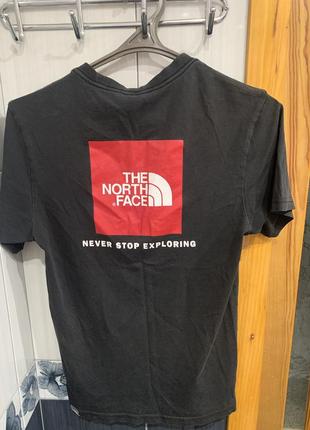 THE
NORTH
FACE
NEVER STOP EXPLORING